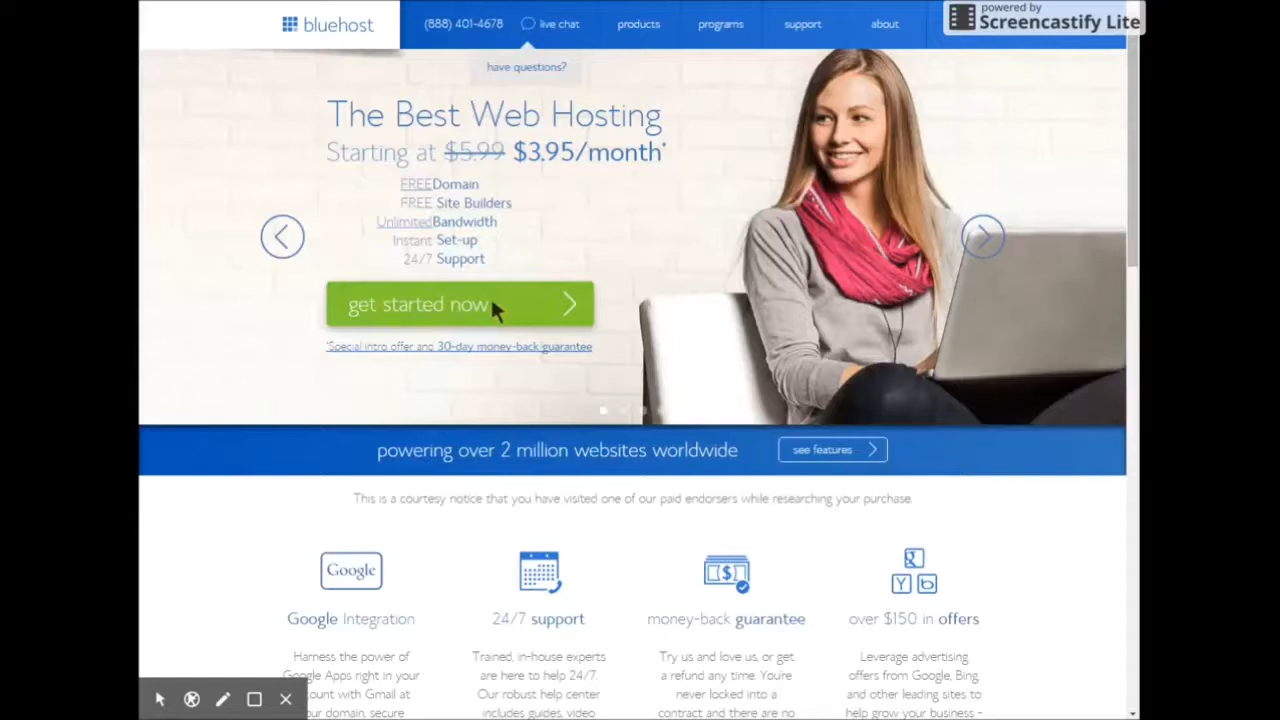 powered by
Screencastify Lite
bluehost
(888) 401-4678
live chat
products
programs
support
about
have questions?
The Best Web Hosting
Starting at $5.99 $3.95/month*
FREE Domain
FREE Site Builders
Unlimited Bandwidth
Instant Set-up
24/7 Support
get started now
*Special intro offer and 30-day money-back guarantee
powering over 2 million websites worldwide
see features
This is a courtesy notice that you have visited one of our paid endorsers while researching your purchase.
Google
Google Integration
Harness the power of
Google Apps right in your
count with Gmail at
our domain, secure
24/7 support
Trained, in-house experts
are here to help 24/7.
Our robust help center
includes guides, video
$
money-back guarantee
Try us and love us, or get
a refund any time. You're
never locked into a
contract and there are no
g
Y b
over $150 in offers
Leverage advertising
offers from Google, Bing,
and other leading sites to
help grow your business –